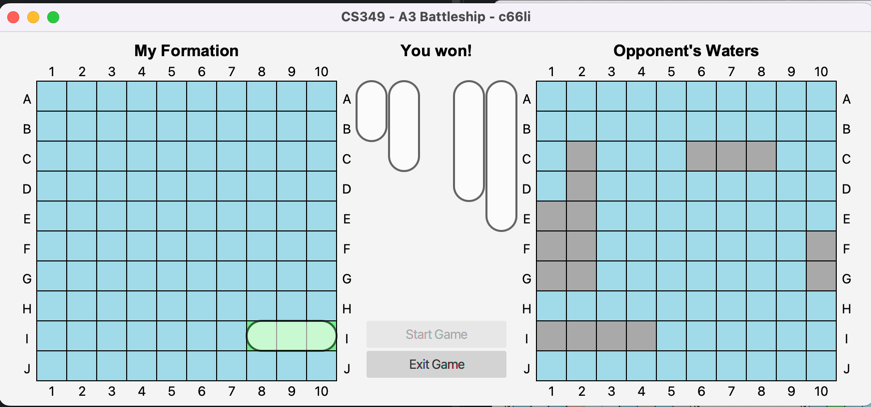 CS349 - A3 Battleship - c66li
My Formation You won! Opponent's Waters
1 2 3 4 5 6 7 8 9 10 1 2 3 4 5 6 7 8 9 10
A A A A
B B B B
C C C C
D D D D
E E E E
F F F F
G G G G
H H H H
I I Start Game I I
J J Exit Game J J
1 2 3 4 5 6 7 8 9 10 1 2 3 4 5 6 7 8 9 10